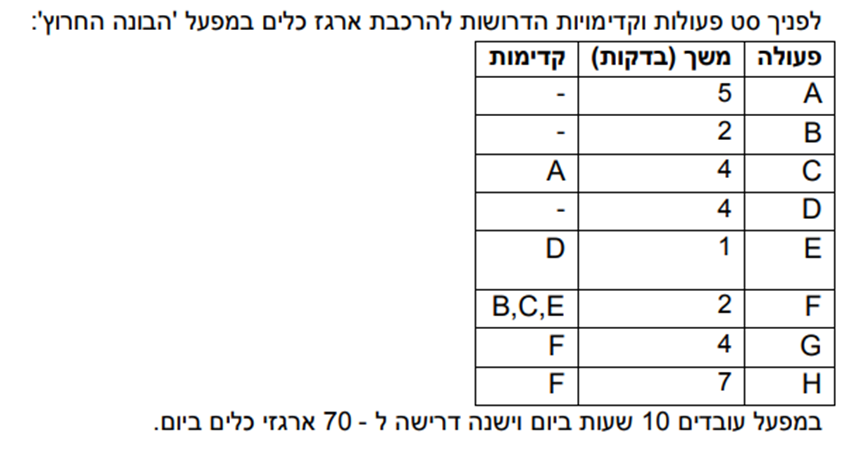 לפניך סט פעולות וקדימויות הדרושות להרכבת ארגז כלים במפעל 'הבונה החרוץ':
פעולה משך (בדקות) קדימות
A 5 -
B 2 -
C 4 A
D 4 -
E 1 D
F 2 B,C,E
G 4 F
H 7 F
במפעל עובדים 10 שעות ביום וישנה דרישה ל - 70 ארגזי כלים ביום.